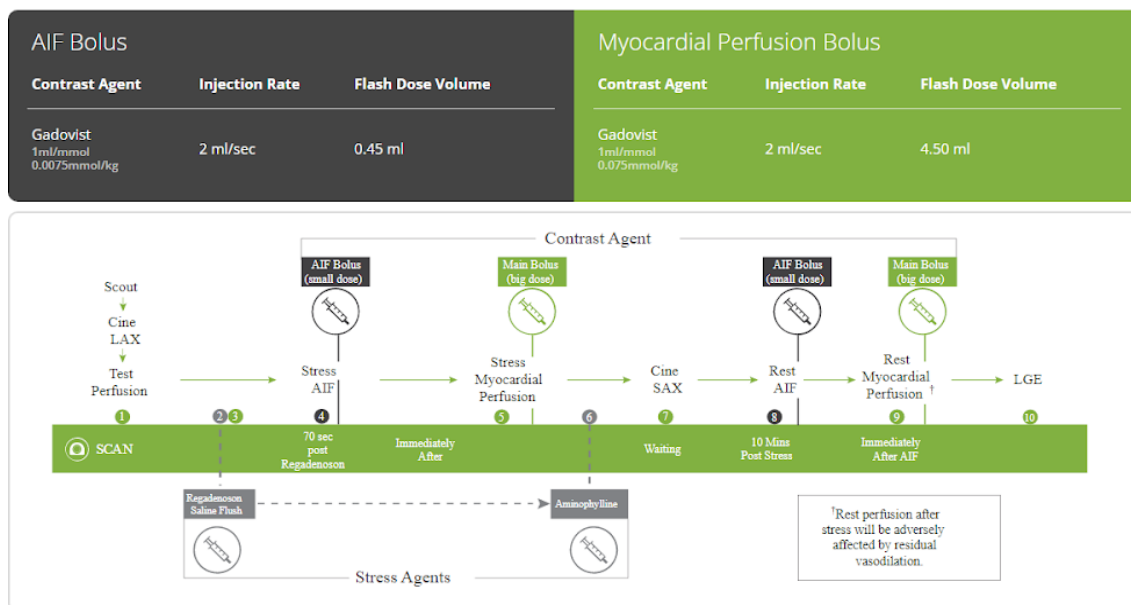 AIF Bolus
Contrast Agent Injection Rate Flash Dose Volume
Gadovist
1ml/mmol
0.0075mmol/kg
2 ml/sec
0.45 ml
Myocardial Perfusion Bolus
Contrast Agent Injection Rate Flash Dose Volume
Gadovist
1ml/mmol
0.075mmol/kg
2 ml/sec
4.50 ml
Contrast Agent
AIF Bolus
(small dose)
Main Bolus
(big dose)
AIF Bolus
(small dose)
Main Bolus
(big dose)
Scout
Cine
LAX
Test
Perfusion
Stress
AIF
Stress
Myocardial
Perfusion
Cine
SAX
Rest
AIF
Rest
Myocardial
Perfusion †
LGE
1 2 3 4 5 6 7 8 9 10
SCAN
70 sec
post
Regadenoson
Immediately
After
Waiting
10 Mins
Post Stress
Immediately
After AIF
Regadenoson
Saline Flush
Aminophylline
Stress Agents
†Rest perfusion after
stress will be adversely
affected by residual
vasodilation.